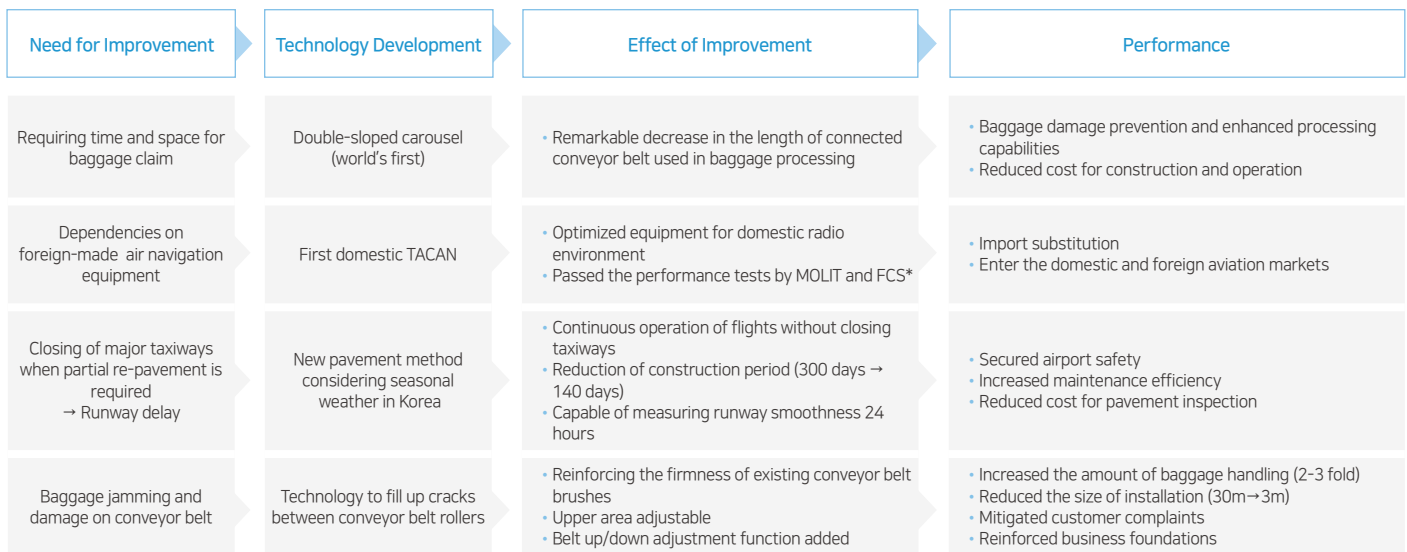 Need for Improvement
Technology Development
Effect of Improvement
Performance
Requiring time and space for
baggage claim
Double-sloped carousel
(world's first)
• Remarkable decrease in the length of connected
conveyor belt used in baggage processing
• Baggage damage prevention and enhanced processing
capabilities
• Reduced cost for construction and operation
Dependencies on
foreign-made air navigation
equipment
First domestic TACAN
• Optimized equipment for domestic radio
environment
• Passed the performance tests by MOLIT and FCS*
• Import substitution
• Enter the domestic and foreign aviation markets
Closing of major taxiways
when partial re-pavement is
required
→ Runway delay
New pavement method
considering seasonal
weather in Korea
• Continuous operation of flights without closing
taxiways
• Reduction of construction period (300 days →
140 days)
• Capable of measuring runway smoothness 24
hours
• Secured airport safety
• Increased maintenance efficiency
• Reduced cost for pavement inspection
Baggage jamming and
damage on conveyor belt
Technology to fill up cracks
between conveyor belt rollers
• Reinforcing the firmness of existing conveyor belt
brushes
• Upper area adjustable
• Belt up/down adjustment function added
• Increased the amount of baggage handling (2-3 fold)
• Reduced the size of installation (30m→3m)
• Mitigated customer complaints
• Reinforced business foundations